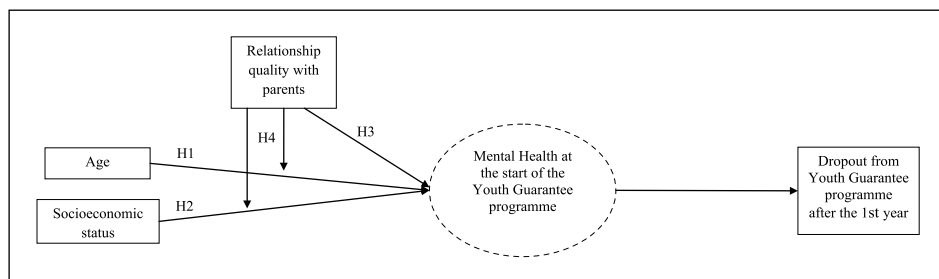 Relationship
quality with
parents
H3
H4
Age
H1
H2
Socioeconomic
status
Mental Health at
the start of the
Youth Guarantee
programme
Dropout from
Youth Guarantee
programme
after the 1st year